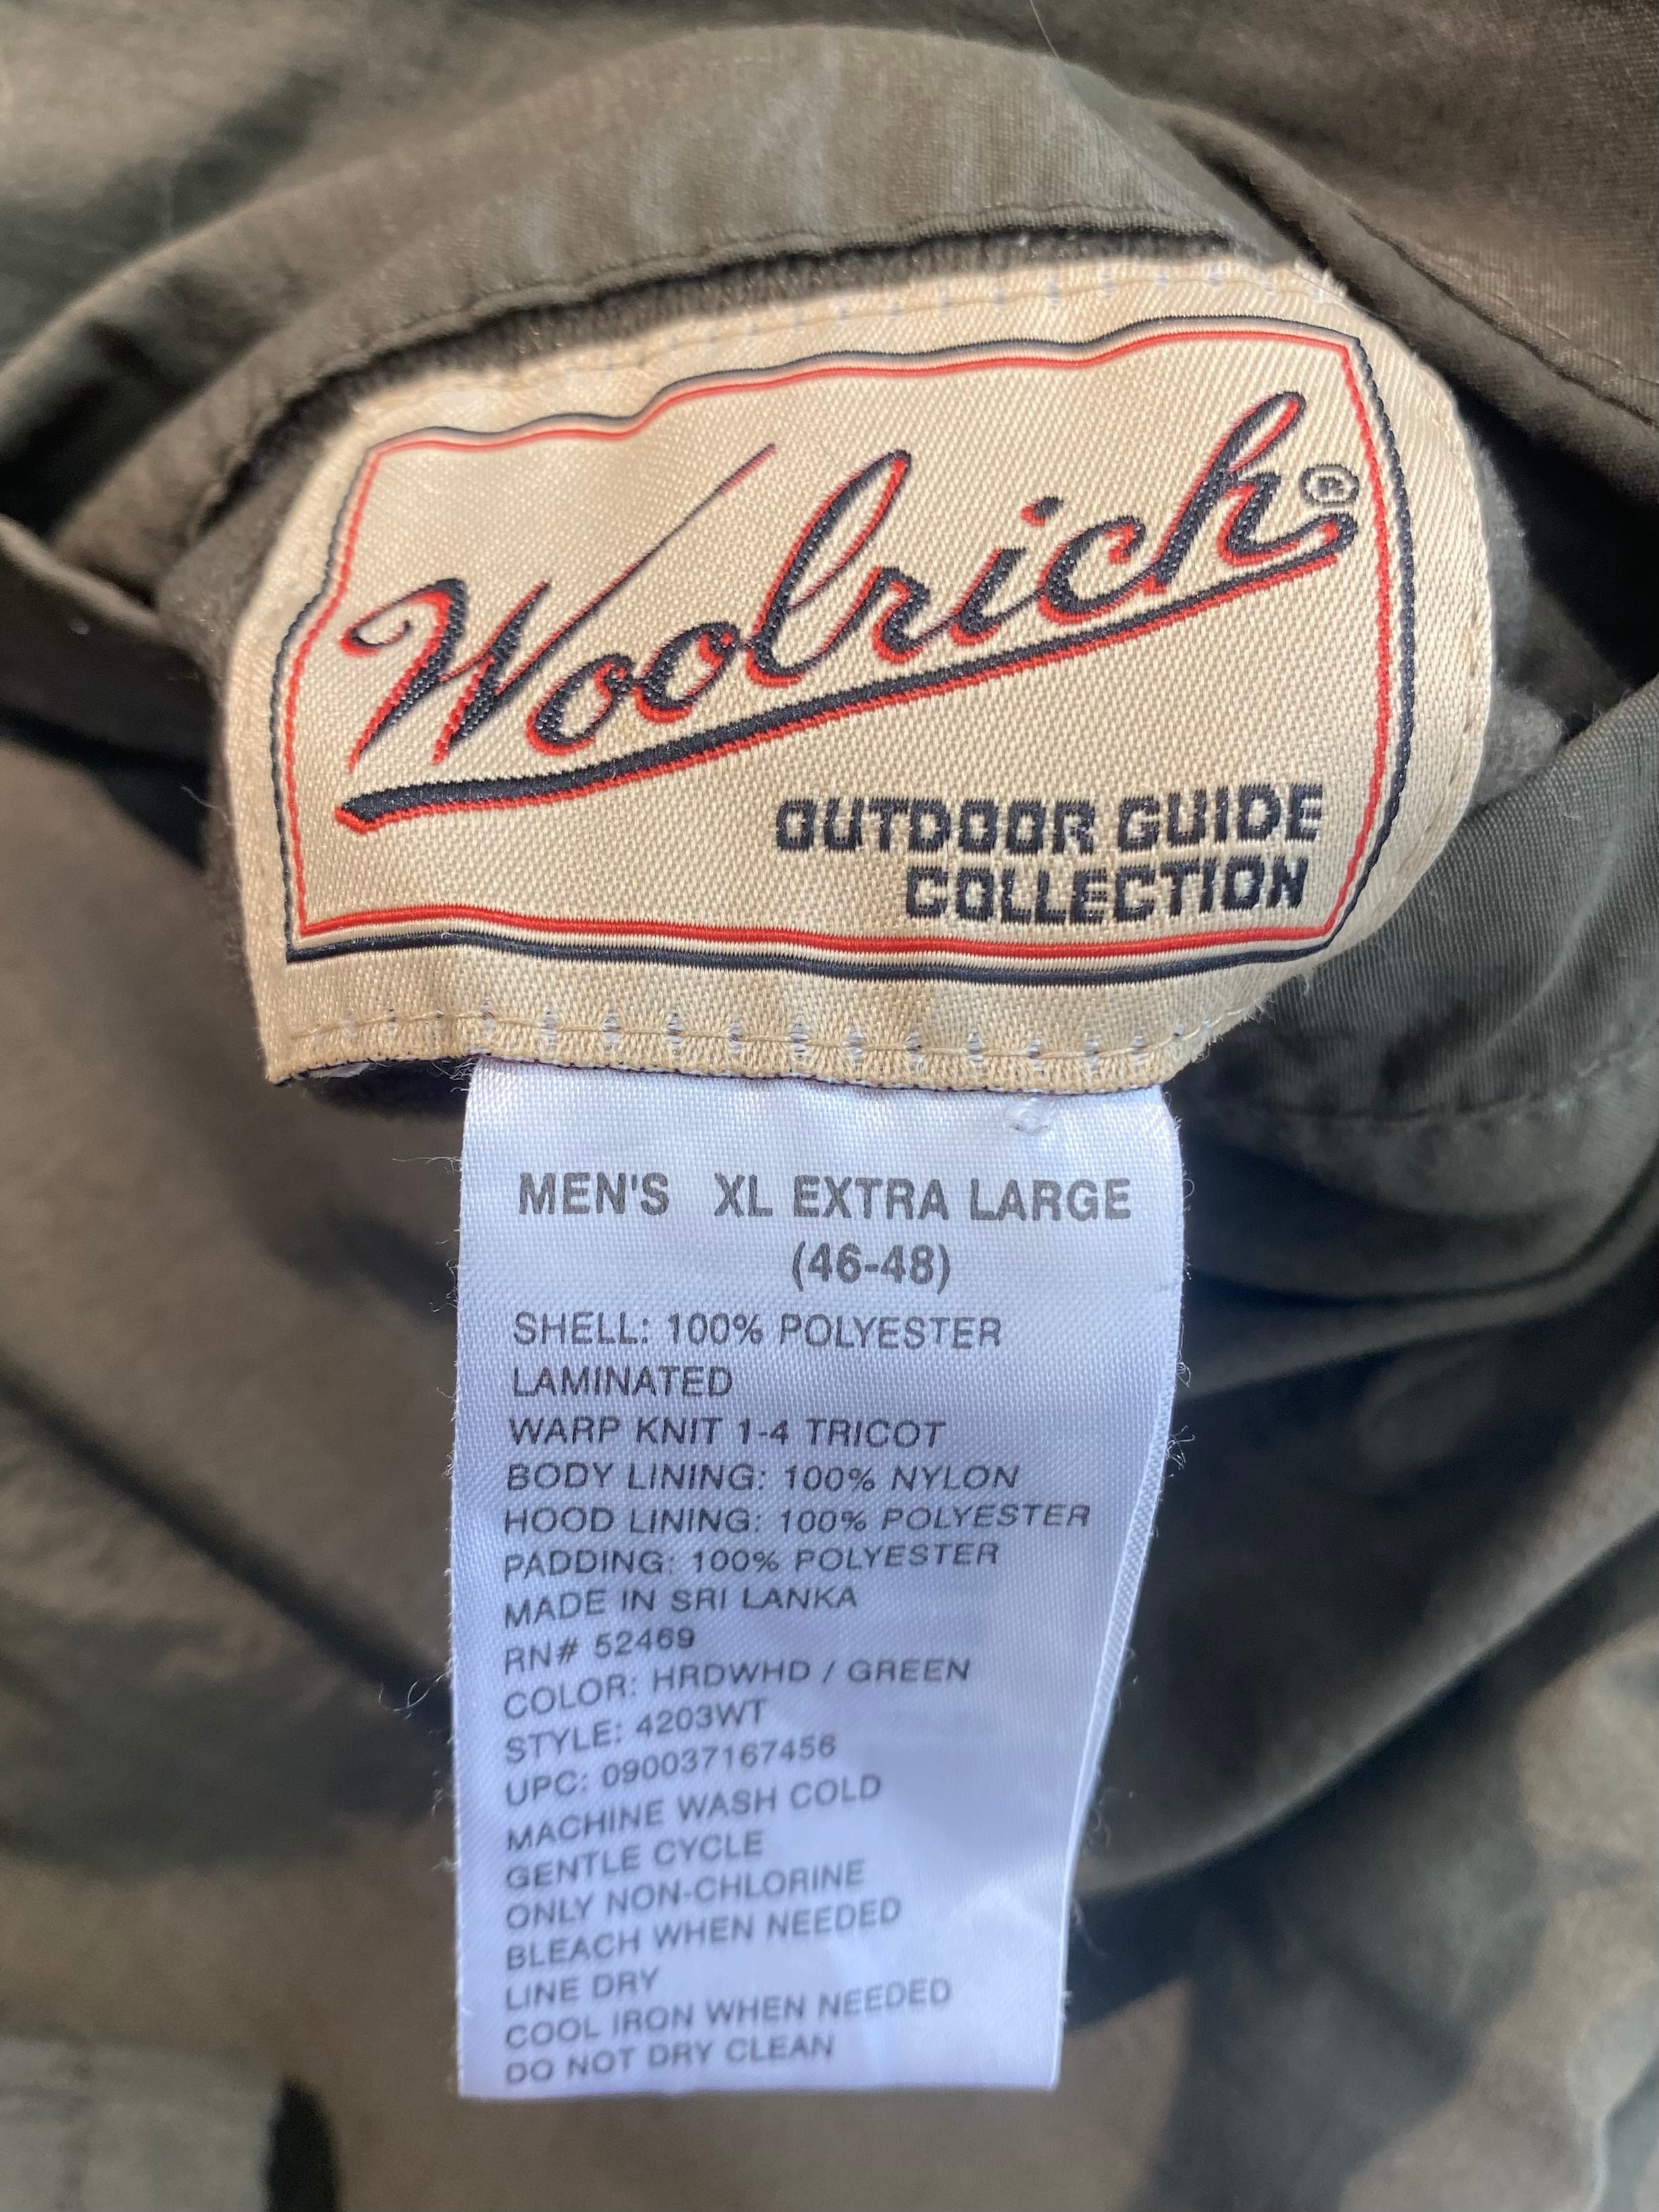 Woolrich®
OUTDOOR GUIDE
COLLECTION
MEN'S XL EXTRA LARGE
(46-48)
SHELL: 100% POLYESTER
LAMINATED
WARP KNIT 1-4 TRICOT
BODY LINING: 100% NYLON
HOOD LINING: 100% POLYESTER
PADDING: 100% POLYESTER
MADE IN SRI LANKA
RN# 52469
COLOR: HRDWHD / GREEN
STYLE: 4203WT
UPC: 090037167456
MACHINE WASH COLD
GENTLE CYCLE
ONLY NON-CHLORINE
BLEACH WHEN NEEDED
LINE DRY
COOL IRON WHEN NEEDED
DO NOT DRY CLEAN